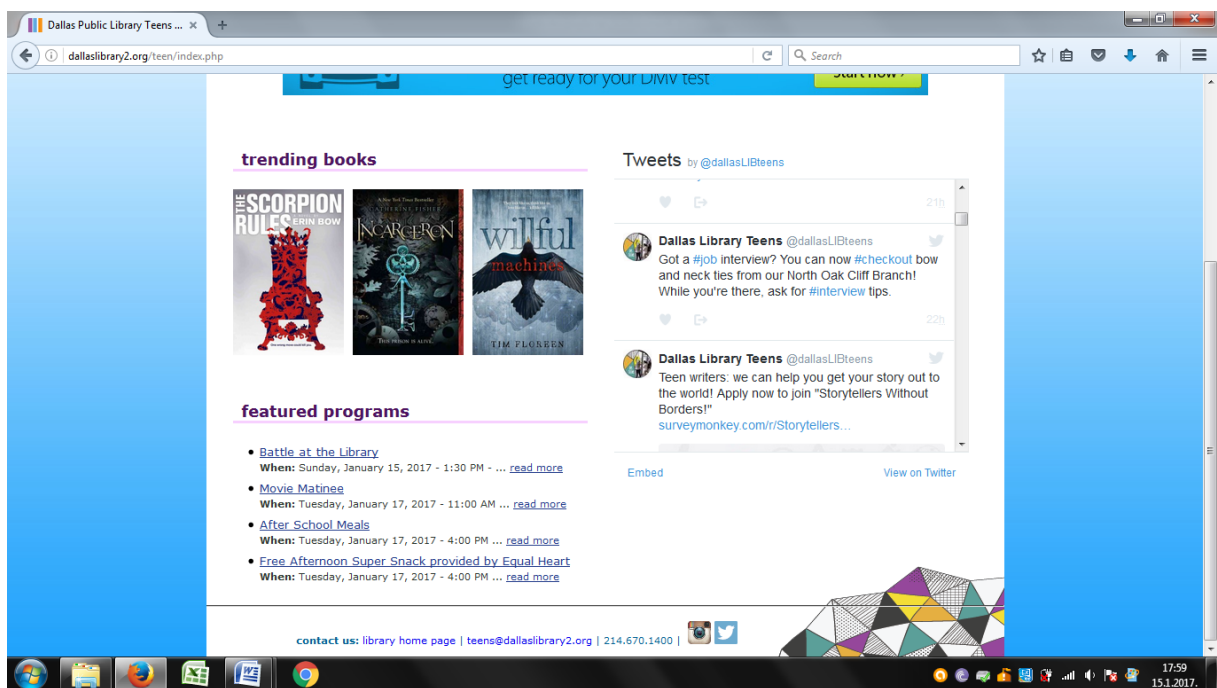 Dallas Public Library Teens ...
dallaslibrary2.org/teen/index.php
Search
get ready for your DMV test
Start now ›
trending books
THE SCORPION RULES
ERIN BOW
A New York Times Bestseller
CATHERINE FISHER
INCARCERON
THIS PRISON IS ALIVE.
willful
machines
TIM FLOREEN
featured programs
Battle at the Library
When: Sunday, January 15, 2017 - 1:30 PM - ... read more
Movie Matinee
When: Tuesday, January 17, 2017 - 11:00 AM ... read more
After School Meals
When: Tuesday, January 17, 2017 - 4:00 PM ... read more
Free Afternoon Super Snack provided by Equal Heart
When: Tuesday, January 17, 2017 - 4:00 PM ... read more
Tweets by @dallasLIBteens
21h
Dallas Library Teens @dallasLIBteens
Got a #job interview? You can now #checkout bow
and neck ties from our North Oak Cliff Branch!
While you're there, ask for #interview tips.
22h
Dallas Library Teens @dallasLIBteens
Teen writers: we can help you get your story out to
the world! Apply now to join "Storytellers Without
Borders!"
surveymonkey.com/r/Storytellers…
Embed
View on Twitter
contact us: library home page | teens@dallaslibrary2.org | 214.670.1400 |
17:59
15.1.2017.